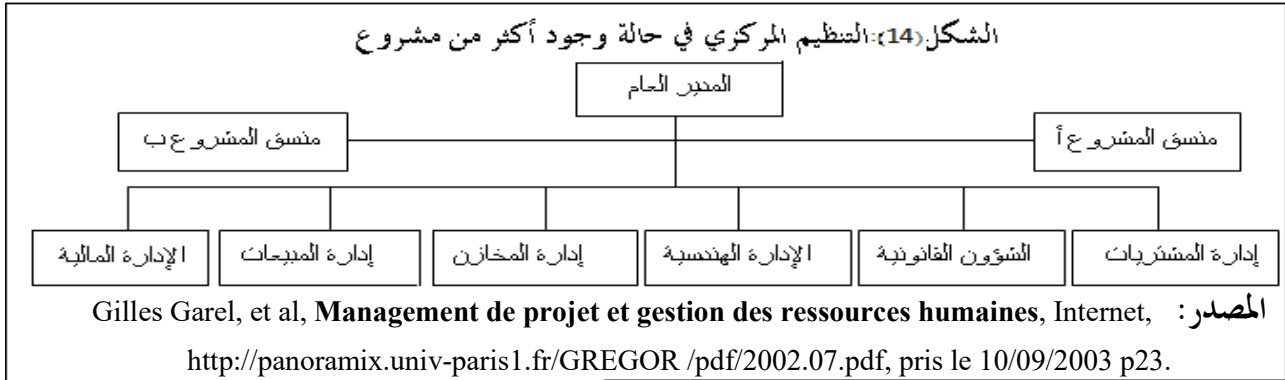 الشكل(14):التنظيم المركزي في حالة وجود أكثر من مشروع
المدير العام
منسق المشروع أ
منسق المشروع ب
إدارة المشتريات
الشؤون القانونية
الإدارة الهندسية
إدارة المخازن
إدارة المبيعات
الإدارة المالية
المصدر: Gilles Garel, et al, Management de projet et gestion des ressources humaines, Internet,
http://panoramix.univ-paris1.fr/GREGOR /pdf/2002.07.pdf, pris le 10/09/2003 p23.